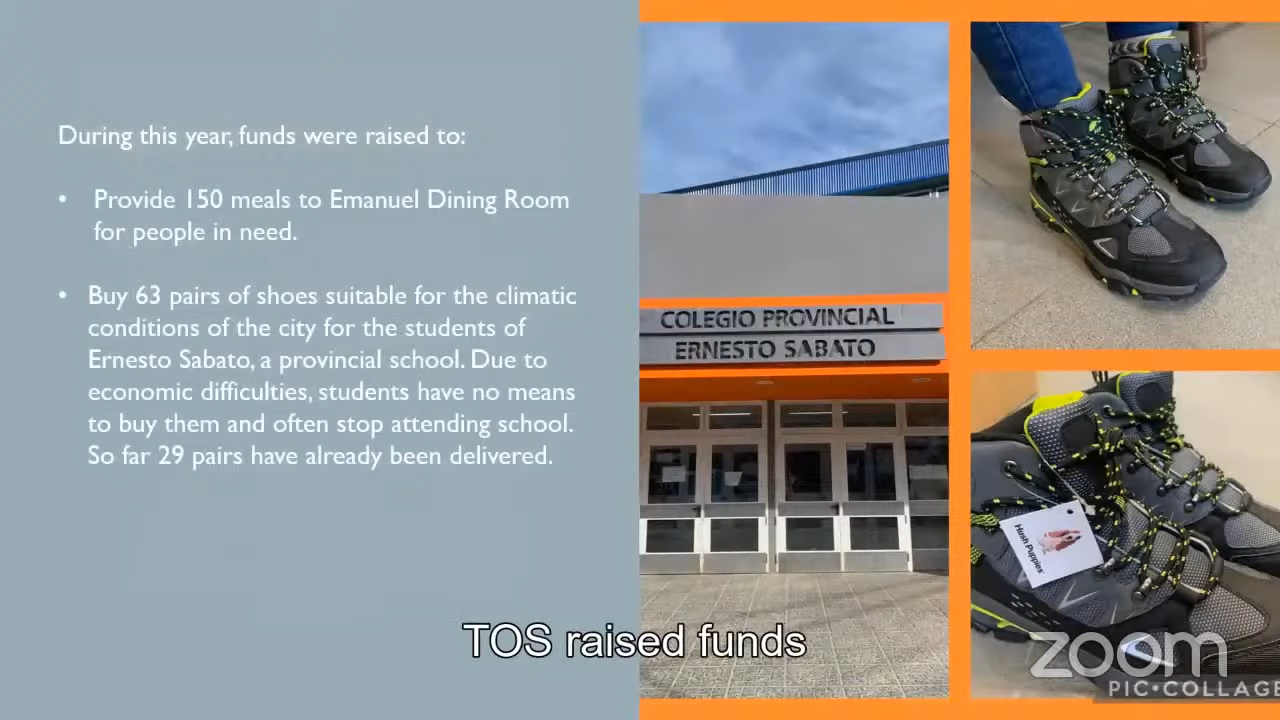 During this year, funds were raised to:
• Provide 150 meals to Emanuel Dining Room
for people in need.
• Buy 63 pairs of shoes suitable for the climatic
conditions of the city for the students of
Ernesto Sabato, a provincial school. Due to
economic difficulties, students have no means
to buy them and often stop attending school.
So far 29 pairs have already been delivered.
COLEGIO PROVINCIAL
ERNESTO SABATO
Hush Puppies
TOS raised funds
zoom
PIC•COLLAGE